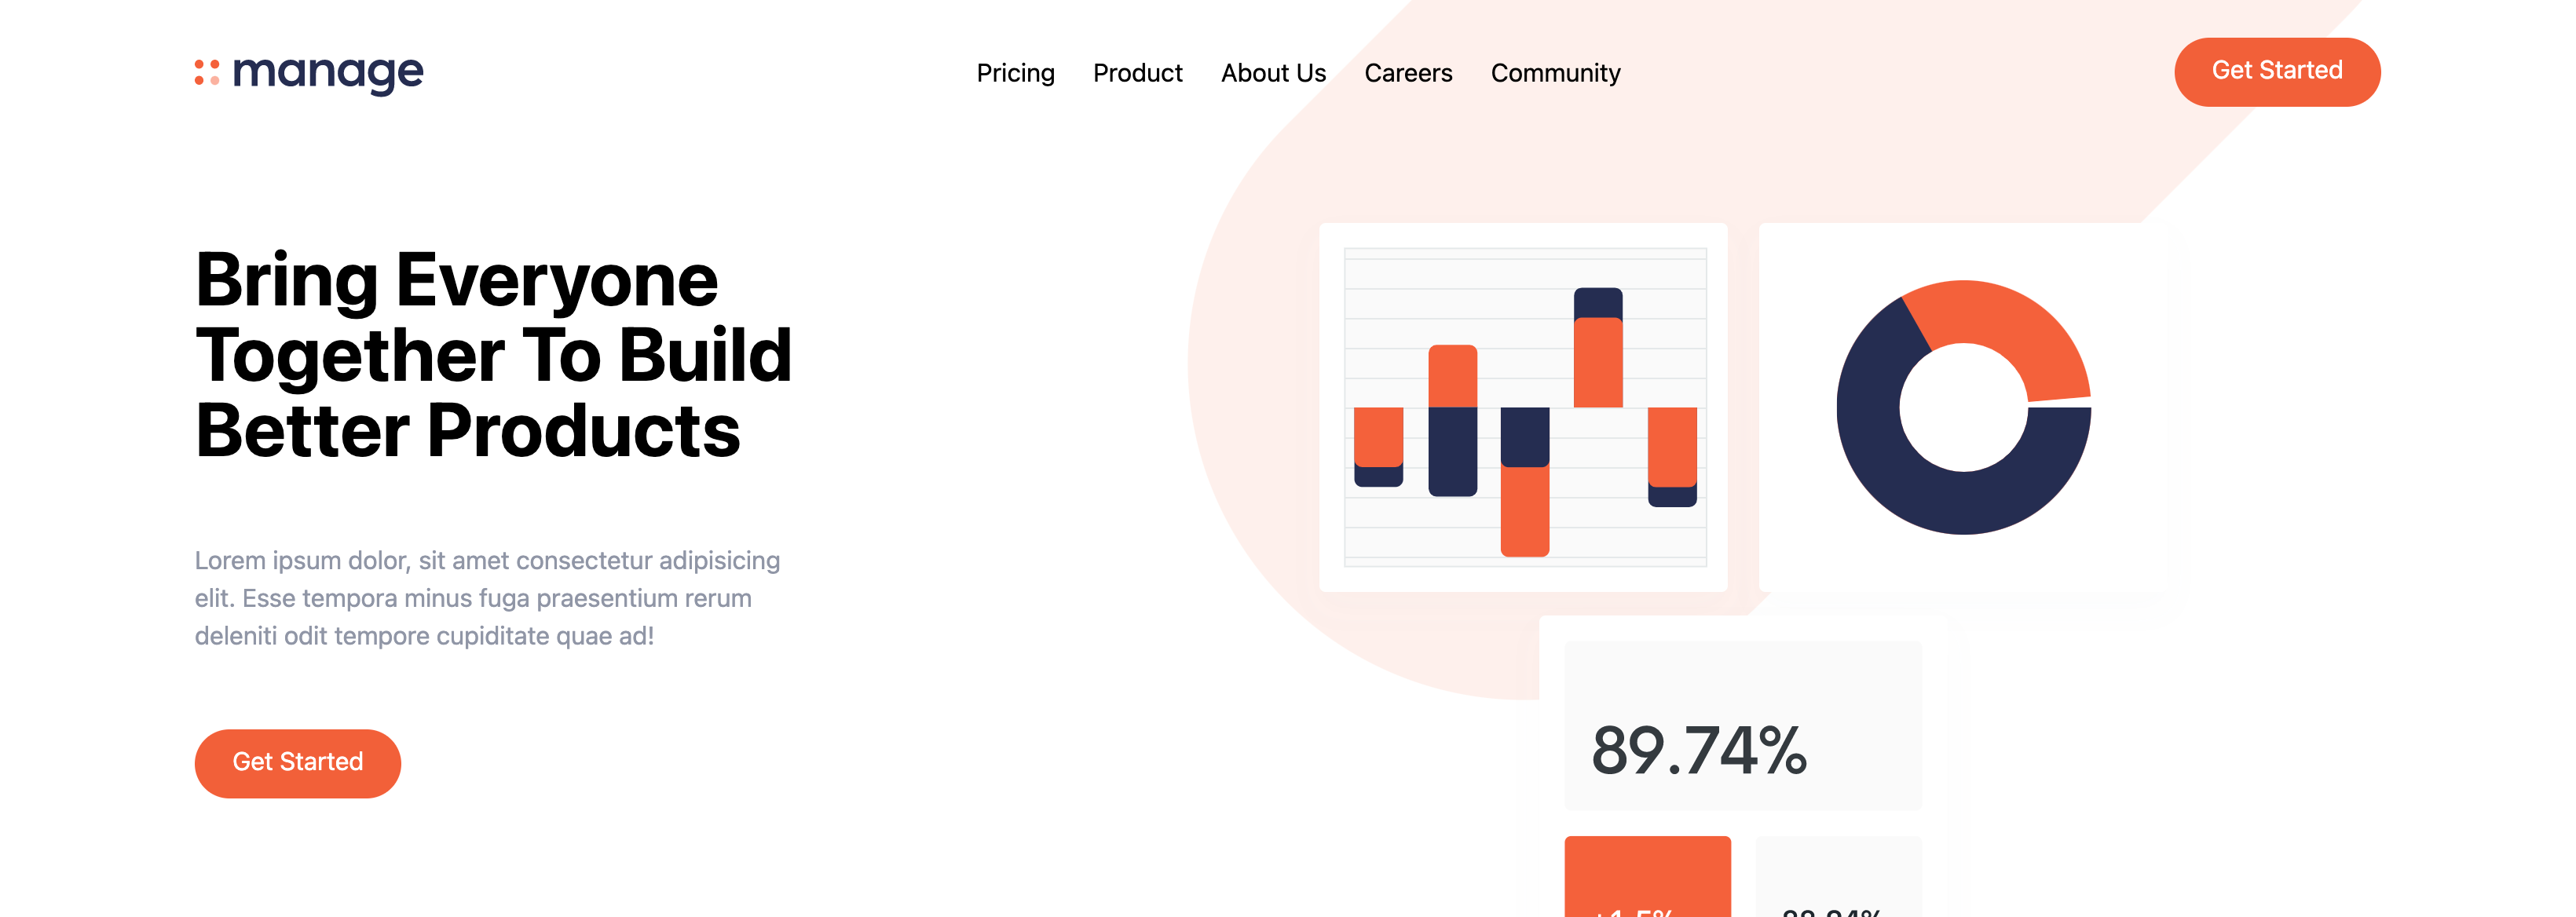 manage
Pricing Product About Us Careers Community
Get Started
Bring Everyone
Together To Build
Better Products
Lorem ipsum dolor, sit amet consectetur adipisicing
elit. Esse tempora minus fuga praesentium rerum
deleniti odit tempore cupiditate quae ad!
Get Started
89.74%